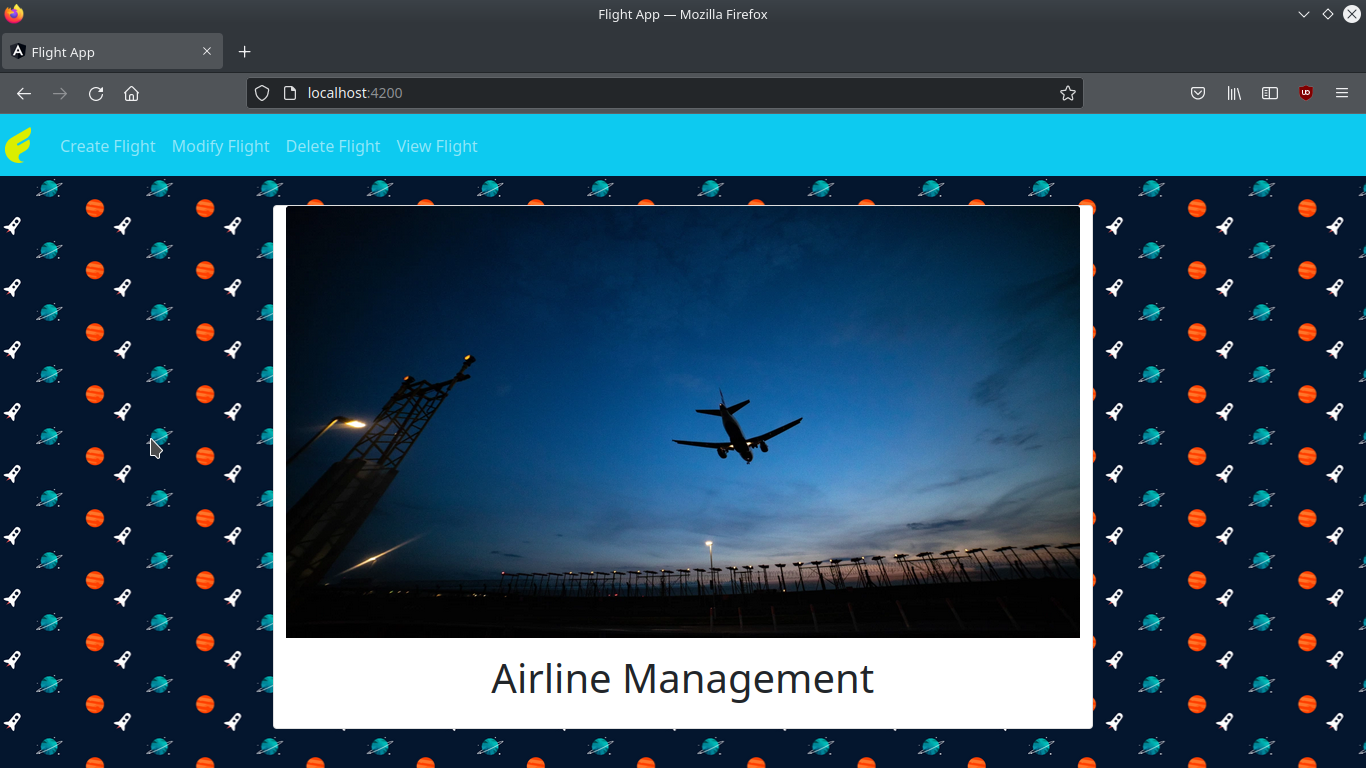 Flight App — Mozilla Firefox
Flight App
localhost:4200
Create Flight Modify Flight Delete Flight View Flight
Airline Management